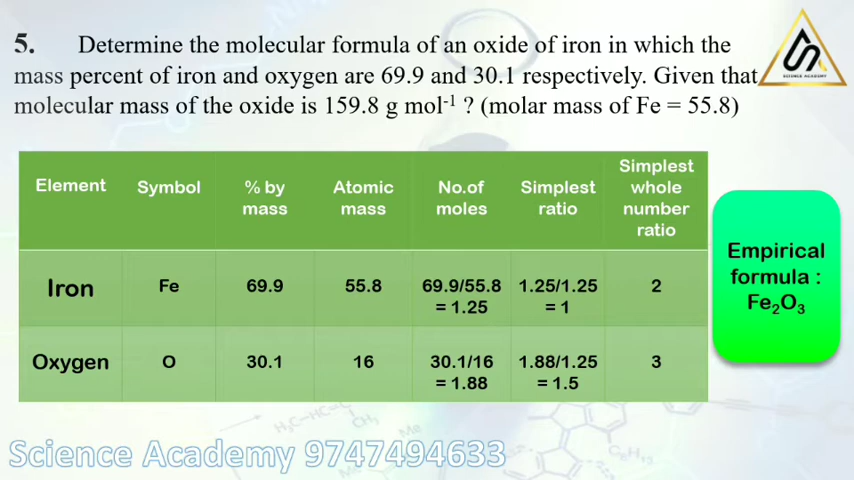 5. Determine the molecular formula of an oxide of iron in which the
mass percent of iron and oxygen are 69.9 and 30.1 respectively. Given that
molecular mass of the oxide is 159.8 g mol⁻¹ ? (molar mass of Fe = 55.8)
SCIENCE ACADEMY
Element Symbol % by mass Atomic mass No.of moles Simplest ratio Simplest whole number ratio
Iron Fe 69.9 55.8 69.9/55.8 = 1.25 1.25/1.25 = 1 2
Oxygen O 30.1 16 30.1/16 = 1.88 1.88/1.25 = 1.5 3
Empirical
formula :
Fe₂O₃
Science Academy 9747494633